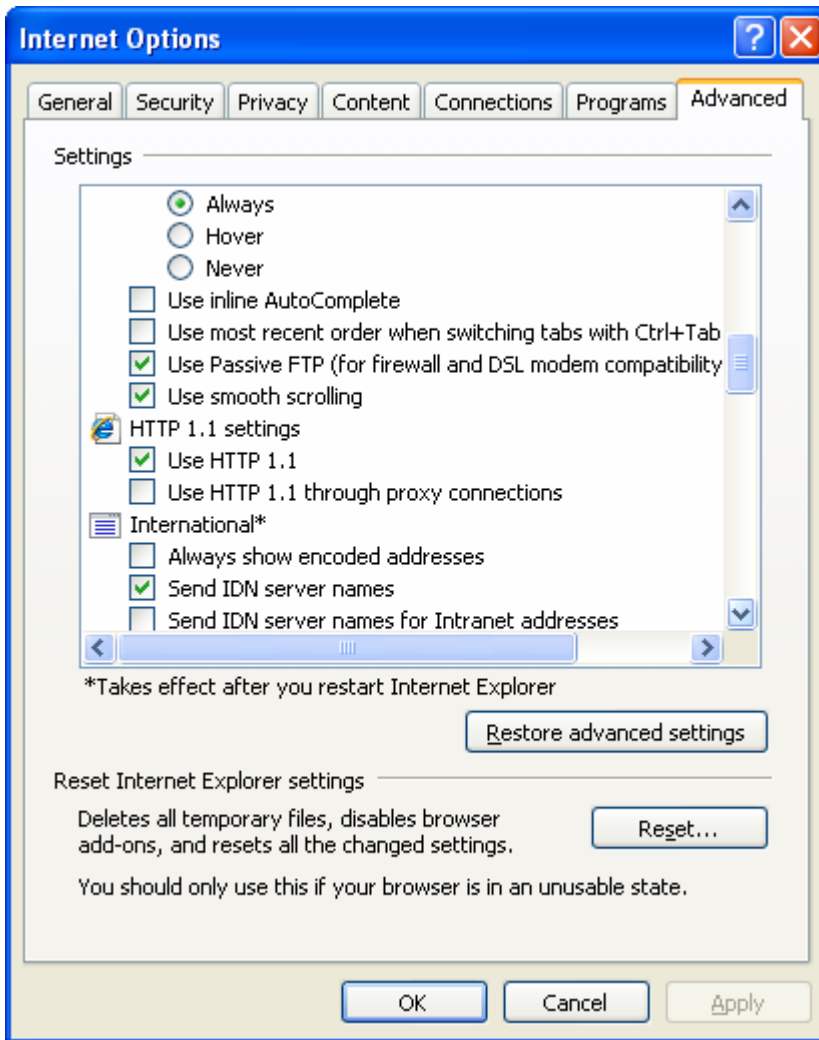 Internet Options
General Security Privacy Content Connections Programs Advanced
Settings
Always
Hover
Never
Use inline AutoComplete
Use most recent order when switching tabs with Ctrl+Tab
Use Passive FTP (for firewall and DSL modem compatibility
Use smooth scrolling
HTTP 1.1 settings
Use HTTP 1.1
Use HTTP 1.1 through proxy connections
International*
Always show encoded addresses
Send IDN server names
Send IDN server names for Intranet addresses
*Takes effect after you restart Internet Explorer
Restore advanced settings
Reset Internet Explorer settings
Deletes all temporary files, disables browser
add-ons, and resets all the changed settings.
Reset...
You should only use this if your browser is in an unusable state.
OK Cancel Apply